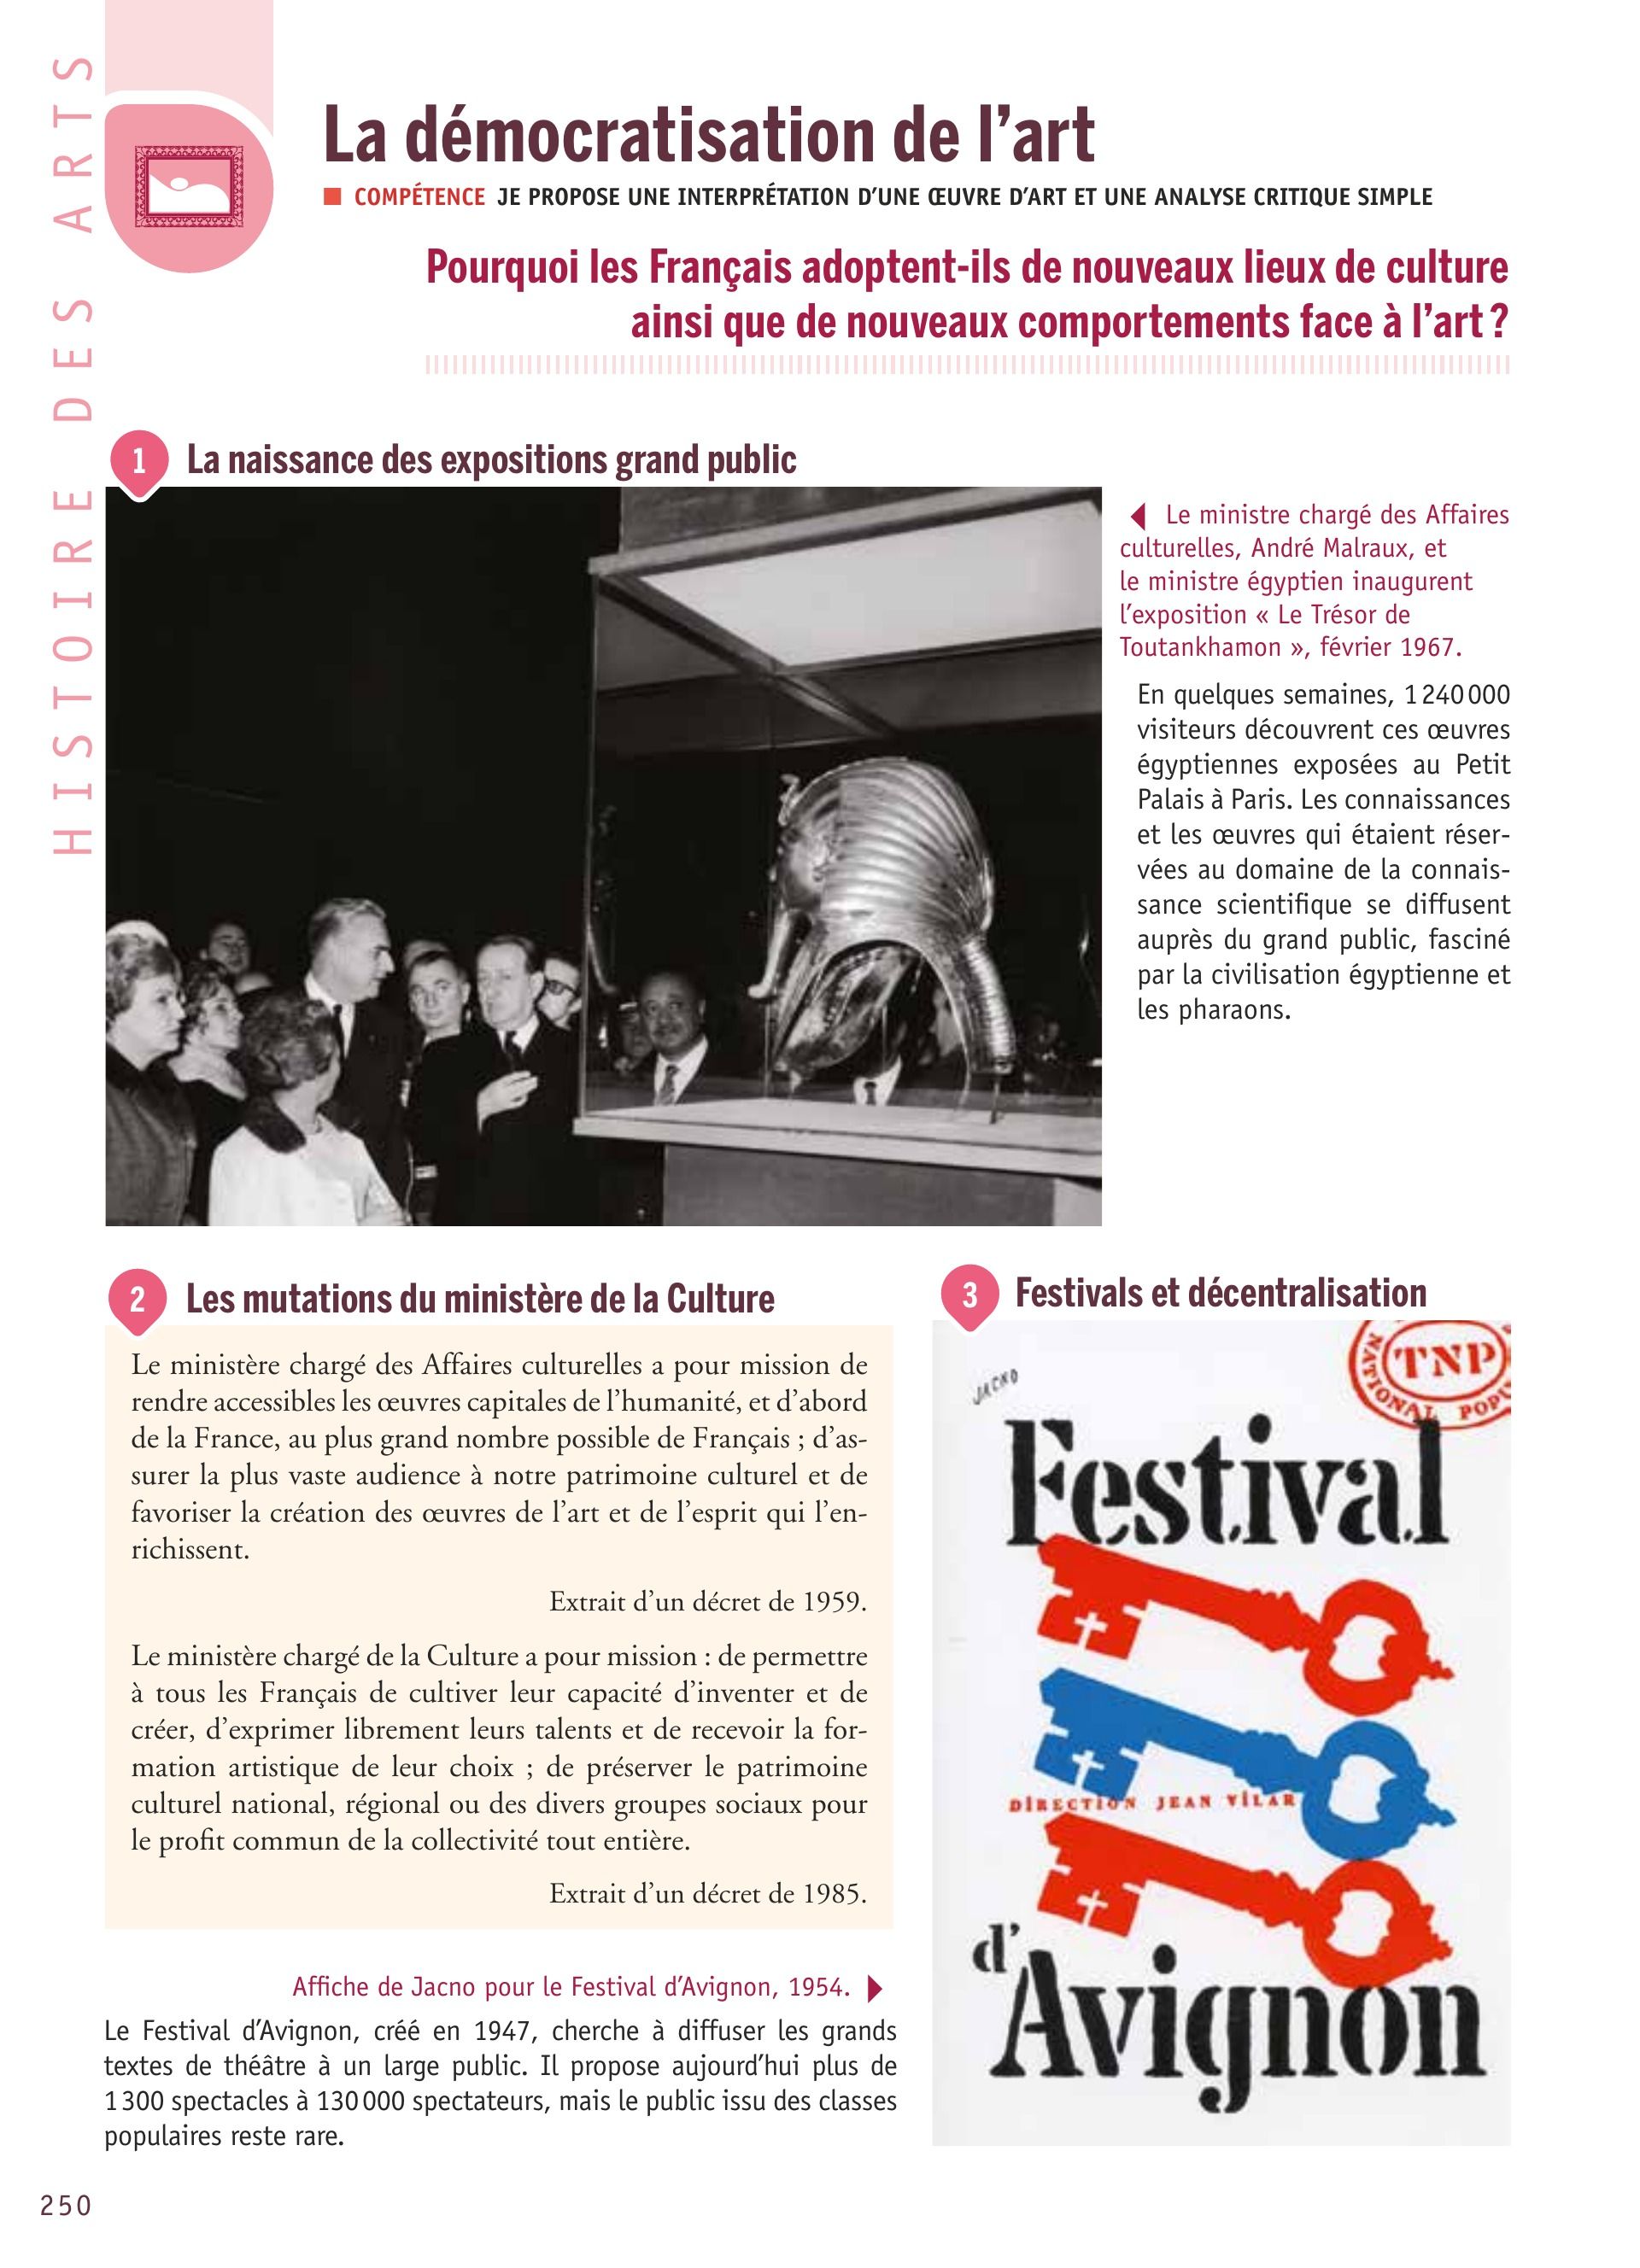 HISTOIRE DES ARTS
La démocratisation de l’art
COMPÉTENCE JE PROPOSE UNE INTERPRÉTATION D’UNE ŒUVRE D’ART ET UNE ANALYSE CRITIQUE SIMPLE
Pourquoi les Français adoptent-ils de nouveaux lieux de culture
ainsi que de nouveaux comportements face à l’art ?
1 La naissance des expositions grand public
Le ministre chargé des Affaires
culturelles, André Malraux, et
le ministre égyptien inaugurent
l’exposition « Le Trésor de
Toutankhamon », février 1967.
En quelques semaines, 1 240 000
visiteurs découvrent ces œuvres
égyptiennes exposées au Petit
Palais à Paris. Les connaissances
et les œuvres qui étaient réser-
vées au domaine de la connais-
sance scientifique se diffusent
auprès du grand public, fasciné
par la civilisation égyptienne et
les pharaons.
2 Les mutations du ministère de la Culture
Le ministère chargé des Affaires culturelles a pour mission de
rendre accessibles les œuvres capitales de l’humanité, et d’abord
de la France, au plus grand nombre possible de Français ; d’as-
surer la plus vaste audience à notre patrimoine culturel et de
favoriser la création des œuvres de l’art et de l’esprit qui l’en-
richissent.
Extrait d’un décret de 1959.
Le ministère chargé de la Culture a pour mission : de permettre
à tous les Français de cultiver leur capacité d’inventer et de
créer, d’exprimer librement leurs talents et de recevoir la for-
mation artistique de leur choix ; de préserver le patrimoine
culturel national, régional ou des divers groupes sociaux pour
le profit commun de la collectivité tout entière.
Extrait d’un décret de 1985.
3 Festivals et décentralisation
JACNO
TNP
NATIONAL POPU
Festival
DIRECTION JEAN VILAR
d’Avignon
Affiche de Jacno pour le Festival d’Avignon, 1954.
Le Festival d’Avignon, créé en 1947, cherche à diffuser les grands
textes de théâtre à un large public. Il propose aujourd’hui plus de
1 300 spectacles à 130 000 spectateurs, mais le public issu des classes
populaires reste rare.
250